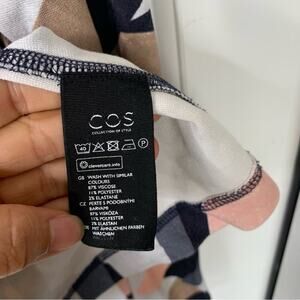 COS
COLLECTION OF STYLE
40
P
clevercare.info
GB WASH WITH SIMILAR
COLOURS
87% VISCOSE
11% POLYESTER
2% ELASTANE
CZ PERTE S PODOBNÝMI
BARVAMI
87% VISKÓZA
11% POLYESTER
2% ELASTAN
DE MIT ÄHNLICHEN FARBEN
WASCHEN